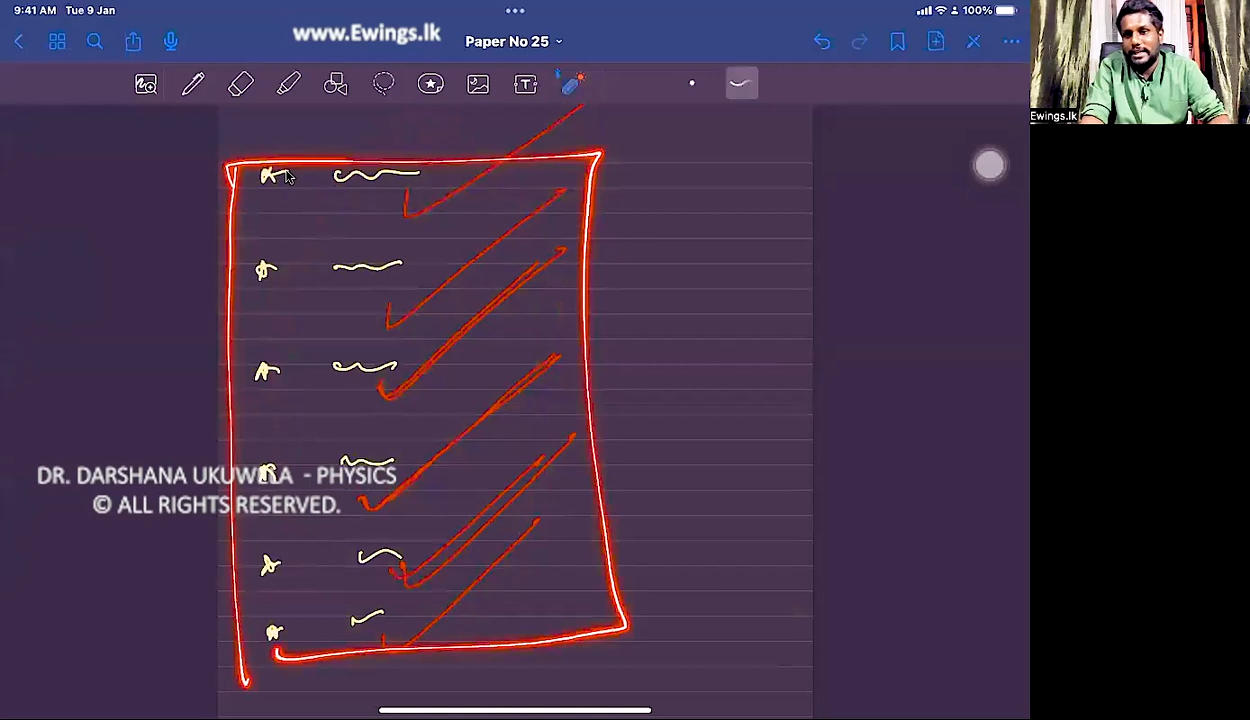 9:41 AM Tue 9 Jan
100%
www.Ewings.lk
Paper No 25
Ewings.lk
DR. DARSHANA UKUWELA - PHYSICS
© ALL RIGHTS RESERVED.